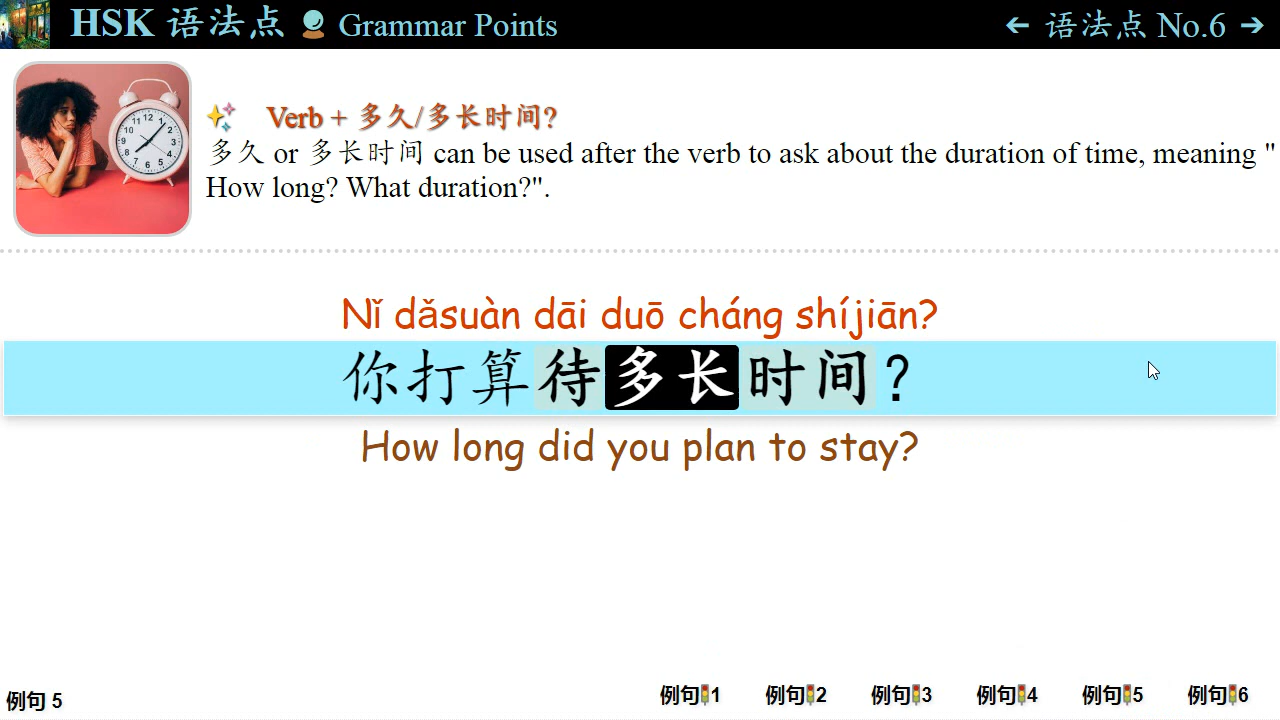 HSK 语法点 🔮 Grammar Points
← 语法点 No.6 →
✨ Verb + 多久/多长时间?
多久 or 多长时间 can be used after the verb to ask about the duration of time, meaning "
How long? What duration?".
Nǐ dǎsuàn dāi duō cháng shíjiān?
你打算待多长时间？
How long did you plan to stay?
例句 5
例句🚦1 例句🚦2 例句🚦3 例句🚦4 例句🚦5 例句🚦6